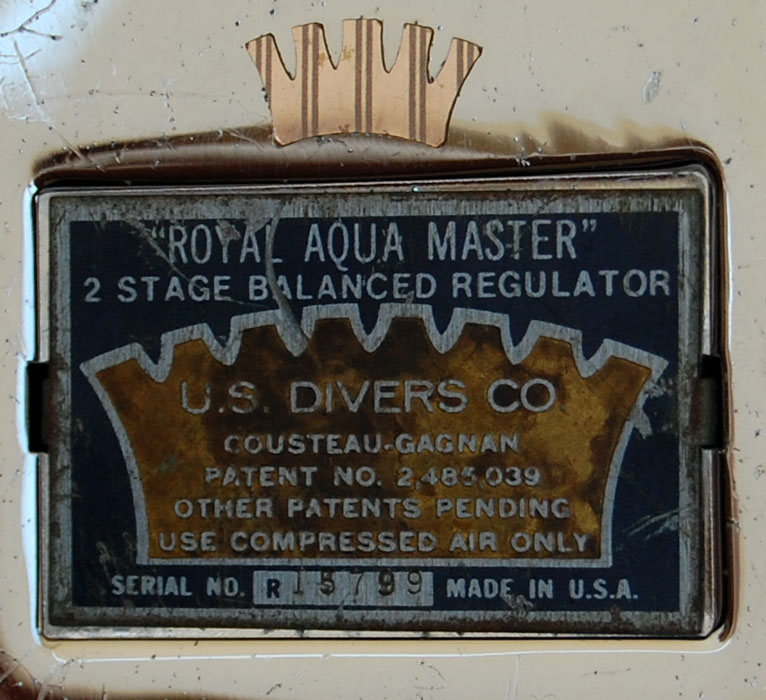 "ROYAL AQUA MASTER"
2 STAGE BALANCED REGULATOR
U.S. DIVERS CO
COUSTEAU-GAGNAN
PATENT NO. 2,485,039
OTHER PATENTS PENDING
USE COMPRESSED AIR ONLY
SERIAL NO. R 15799 MADE IN U.S.A.